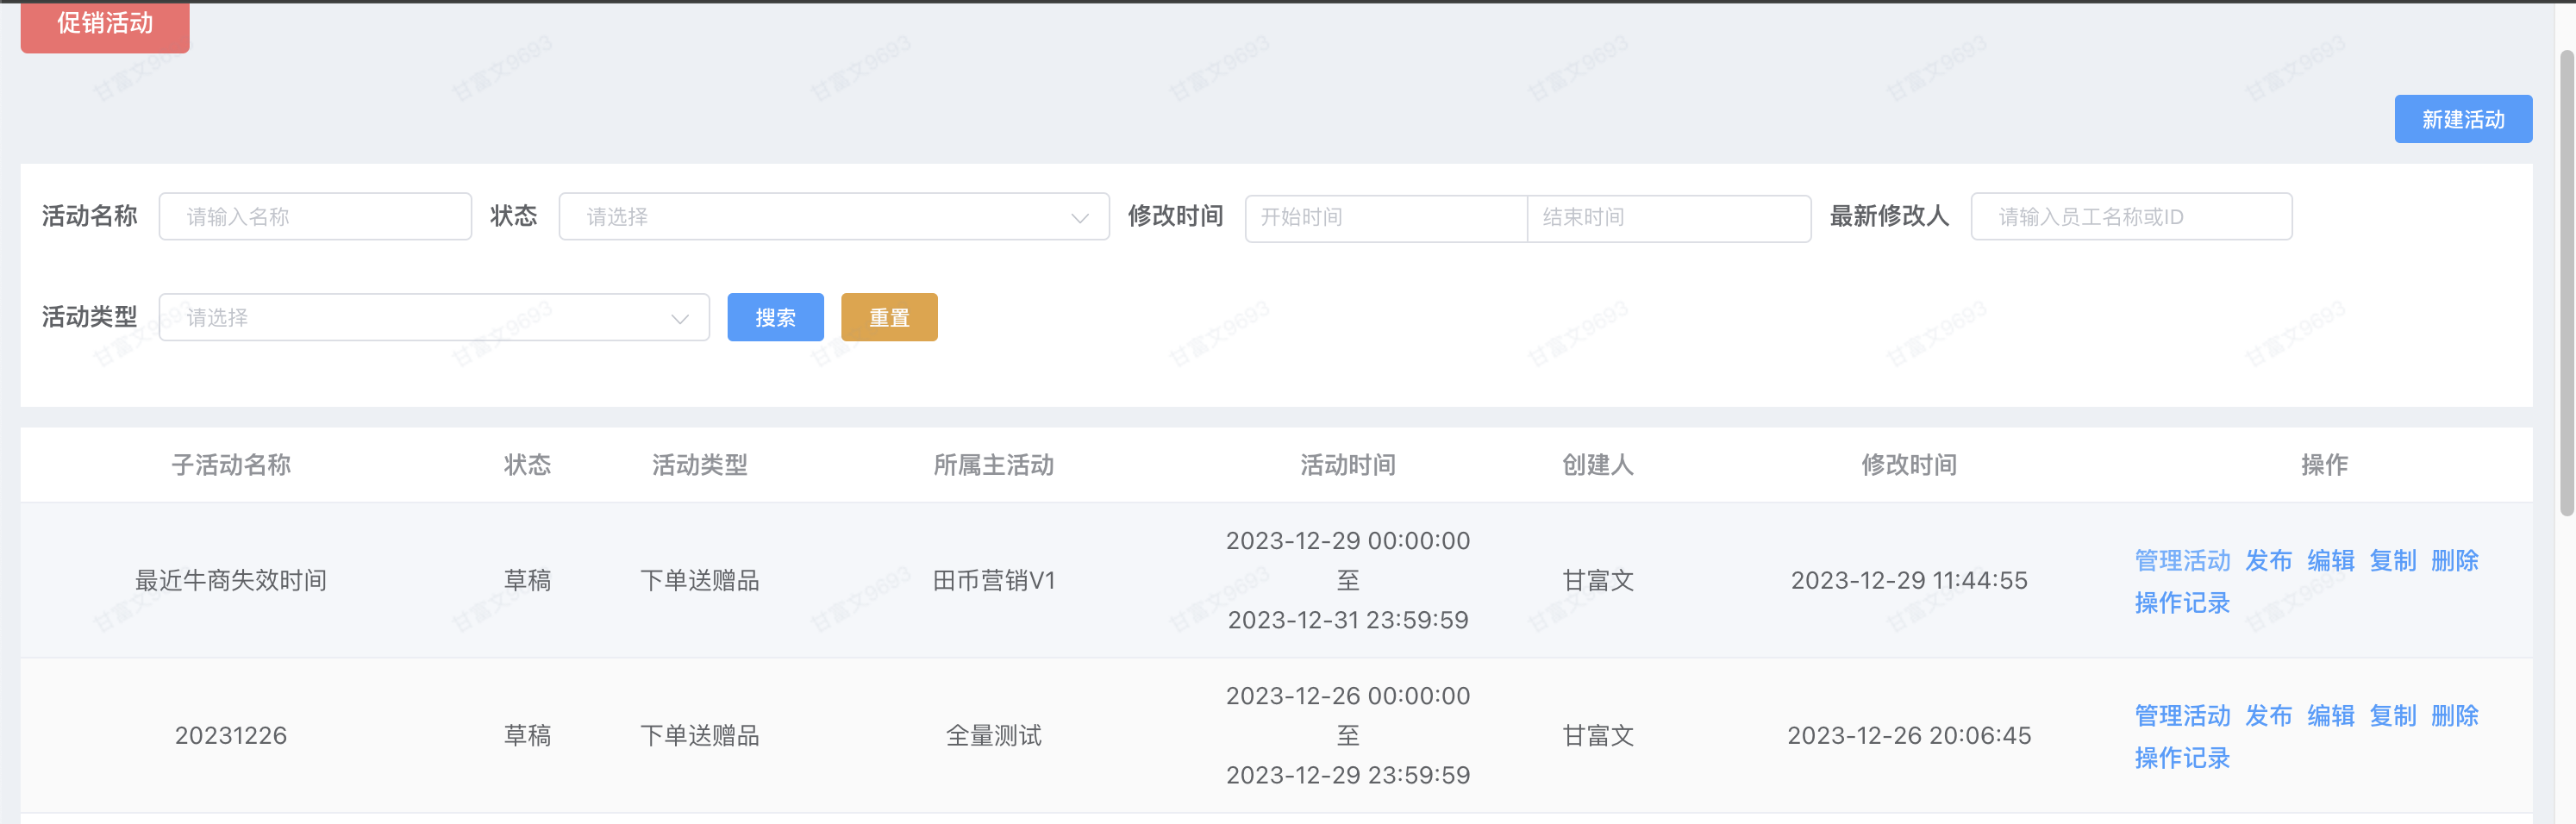 促销活动
新建活动
活动名称 请输入名称 状态 请选择 修改时间 开始时间 结束时间 最新修改人 请输入员工名称或ID
活动类型 请选择 搜索 重置
子活动名称 状态 活动类型 所属主活动 活动时间 创建人 修改时间 操作
最近牛商失效时间 草稿 下单送赠品 田币营销V1 2023-12-29 00:00:00 至 2023-12-31 23:59:59 甘富文 2023-12-29 11:44:55 管理活动 发布 编辑 复制 删除
操作记录
20231226 草稿 下单送赠品 全量测试 2023-12-26 00:00:00 至 2023-12-29 23:59:59 甘富文 2023-12-26 20:06:45 管理活动 发布 编辑 复制 删除
操作记录
甘富文9693